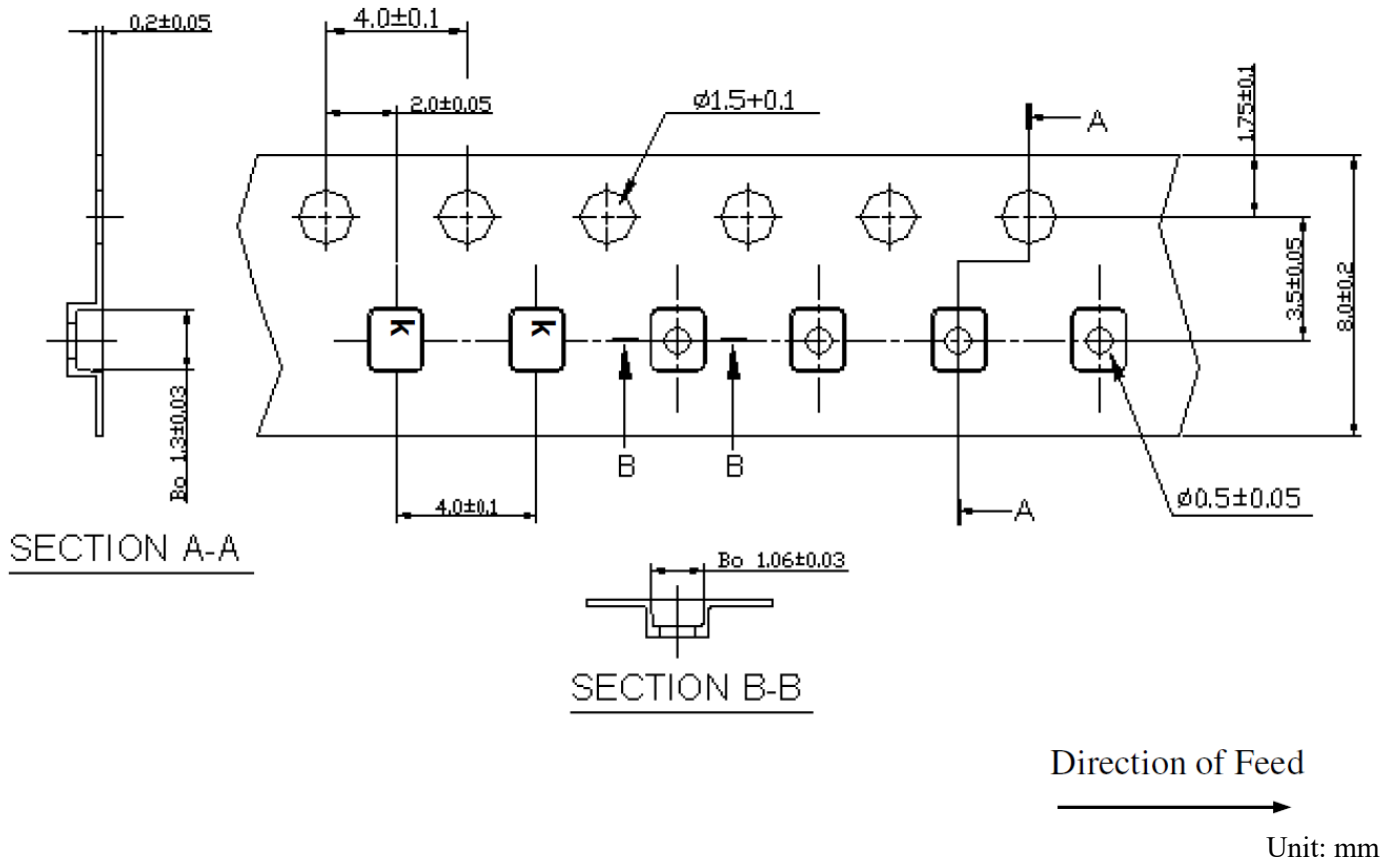 0.2±0.05
4.0±0.1
2.0±0.05
Ø1.5+0.1
A
1.75±0.1
3.5±0.05
8.0±0.2
k
k
Bo 1.3±0.03
B
B
4.0±0.1
A
Ø0.5±0.05
SECTION A-A
Bo 1.06±0.03
SECTION B-B
Direction of Feed
Unit: mm